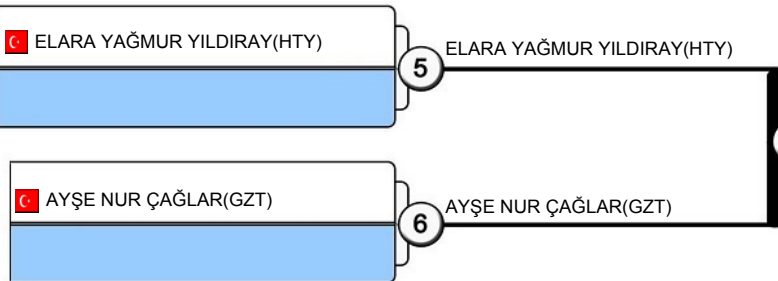 ELARA YAĞMUR YILDIRAY(HTY)
5
ELARA YAĞMUR YILDIRAY(HTY)
AYŞE NUR ÇAĞLAR(GZT)
6
AYŞE NUR ÇAĞLAR(GZT)